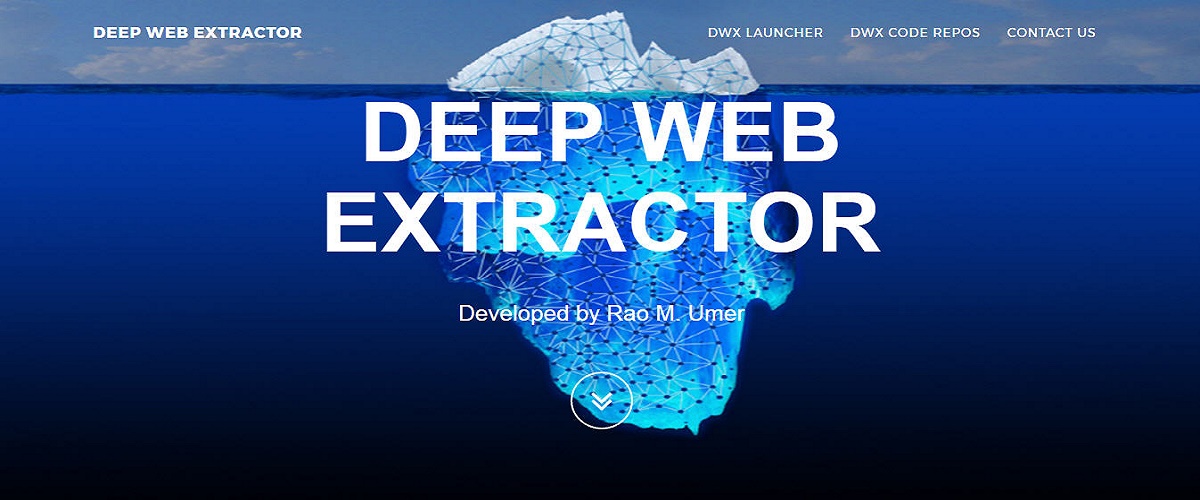 DEEP WEB EXTRACTOR
DWX LAUNCHER
DWX CODE REPOS
CONTACT US
DEEP WEB
EXTRACTOR
Developed by Rao M. Umer